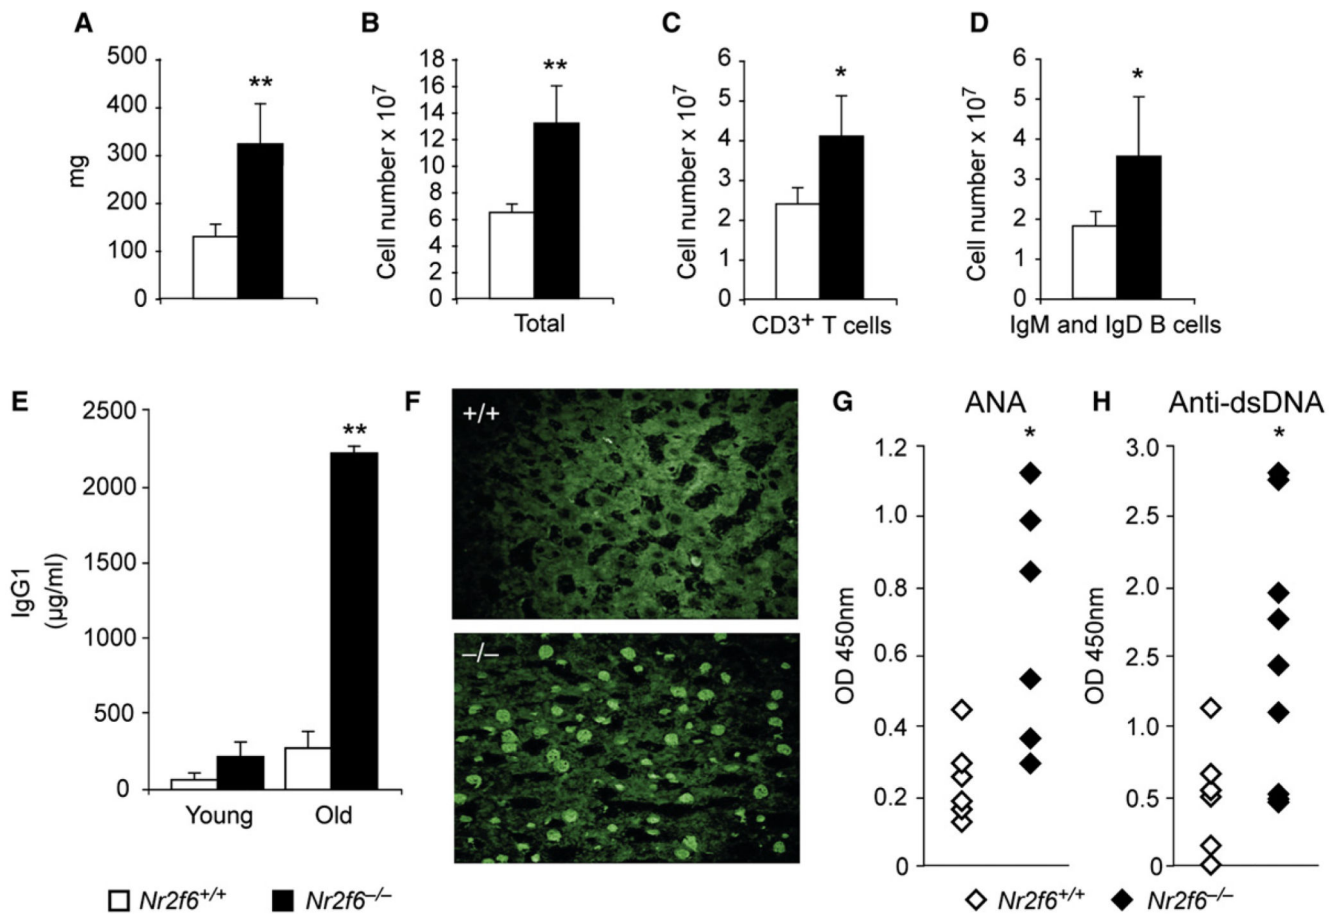 A
mg
500
400
300
200
100
0
**
B
Cell number x 10⁷
18
16
14
12
10
8
6
4
2
0
**
Total
C
Cell number x 10⁷
6
5
4
3
2
1
0
*
CD3⁺ T cells
D
Cell number x 10⁷
6
5
4
3
2
1
0
*
IgM and IgD B cells
E
IgG1
(µg/ml)
2500
2000
1500
1000
500
0
**
Young
Old
F
+/+
−/−
G
ANA
OD 450nm
1.2
1.0
0.8
0.6
0.4
0.2
0
*
H
Anti-dsDNA
OD 450nm
3.0
2.5
2.0
2.5
1.0
0.5
0
*
Nr2f6⁺/⁺
Nr2f6⁻/⁻
Nr2f6⁺/⁺
Nr2f6⁻/⁻